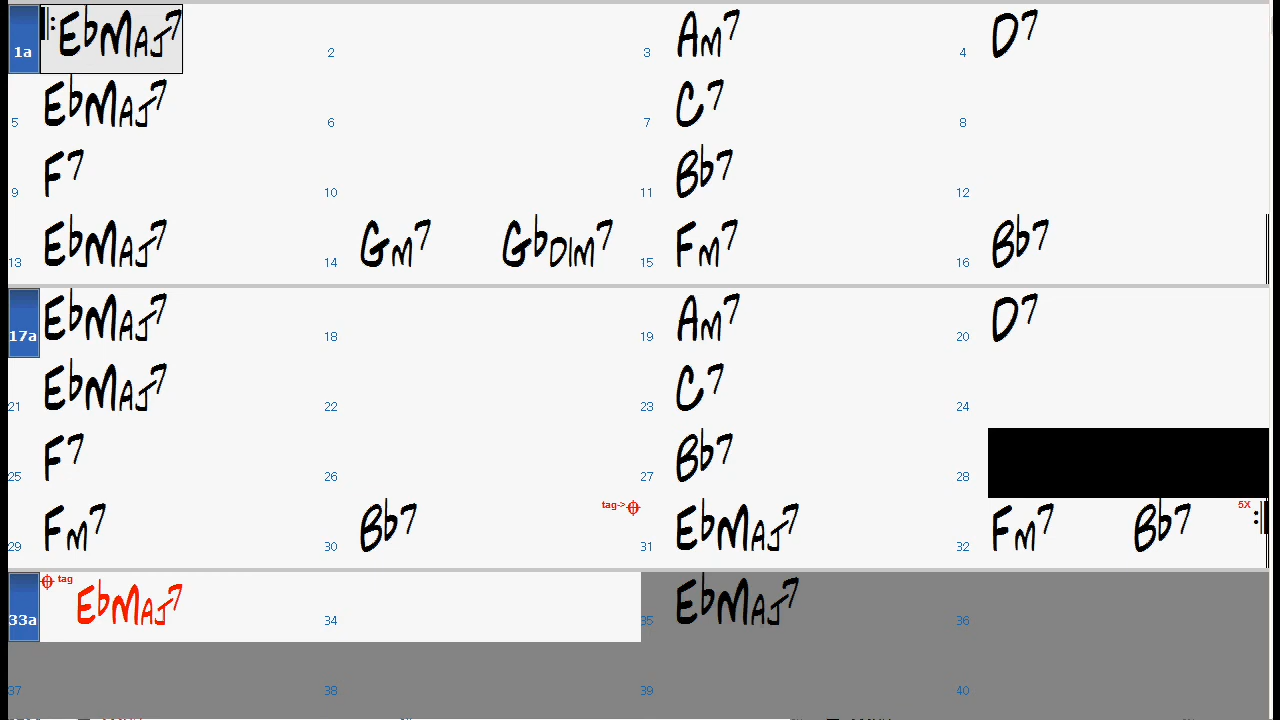 1a EbMAJ7 2 3 Am7 4 D7
5 EbMAJ7 6 7 C7 8
9 F7 10 11 Bb7 12
13 EbMAJ7 14 Gm7 GbDIM7 15 Fm7 16 Bb7
17a EbMAJ7 18 19 Am7 20 D7
21 EbMAJ7 22 23 C7 24
25 F7 26 27 Bb7 28
29 Fm7 30 Bb7 tag-> 31 EbMAJ7 32 Fm7 Bb7 5X
33a tag EbMAJ7 34 35 EbMAJ7 36
37 38 39 40